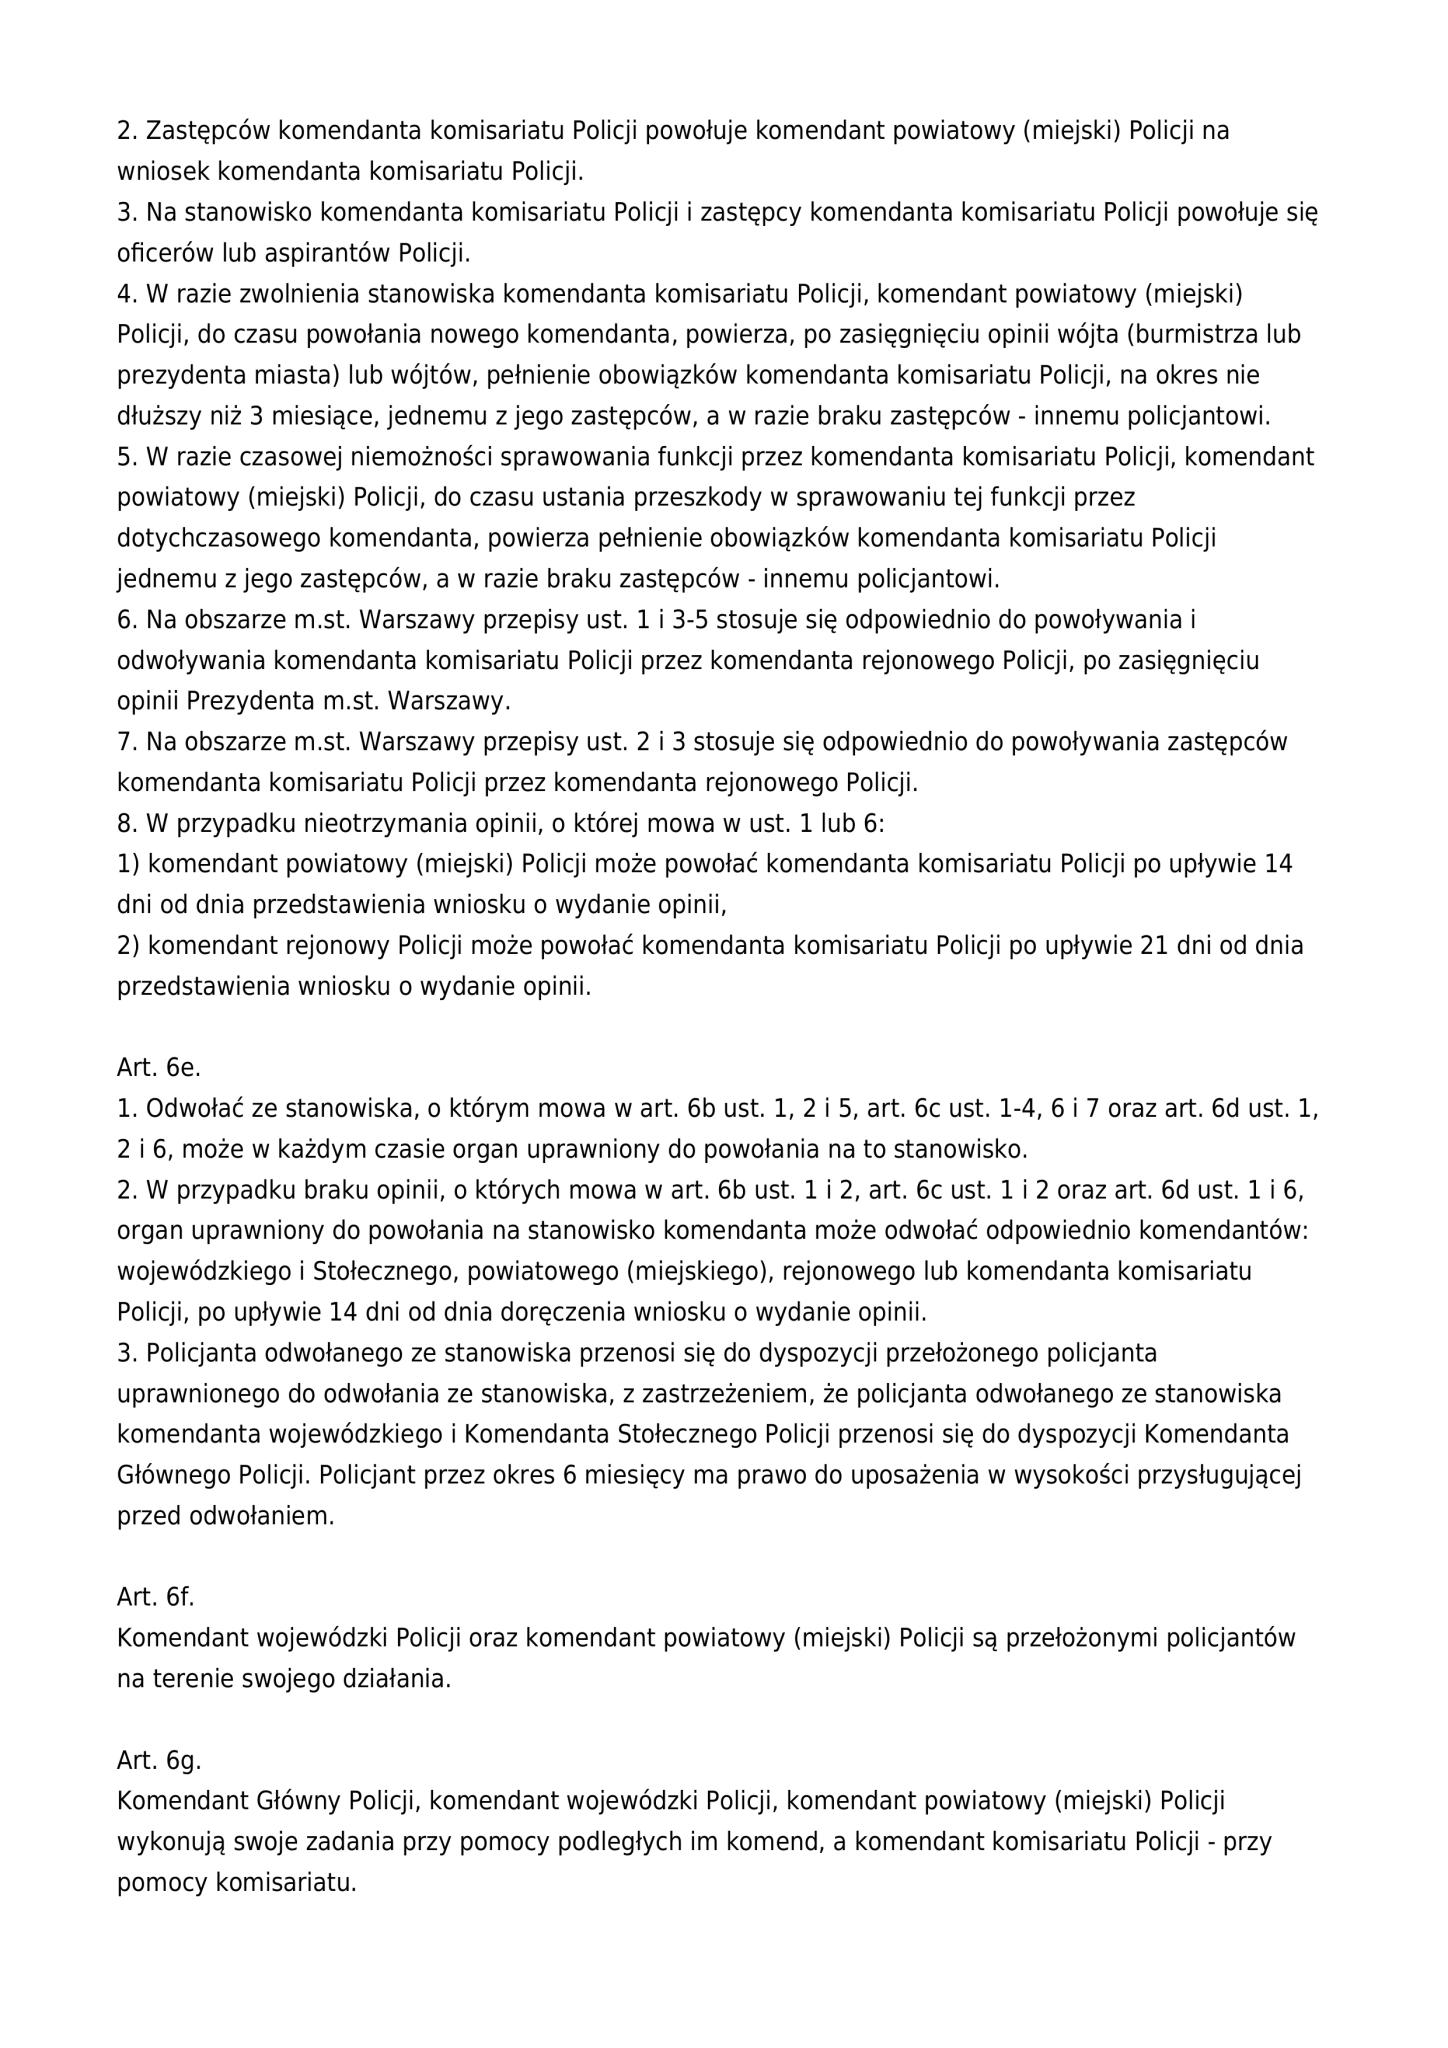 2. Zastępców komendanta komisariatu Policji powołuje komendant powiatowy (miejski) Policji na
wniosek komendanta komisariatu Policji.
3. Na stanowisko komendanta komisariatu Policji i zastępcy komendanta komisariatu Policji powołuje się
oficerów lub aspirantów Policji.
4. W razie zwolnienia stanowiska komendanta komisariatu Policji, komendant powiatowy (miejski)
Policji, do czasu powołania nowego komendanta, powierza, po zasięgnięciu opinii wójta (burmistrza lub
prezydenta miasta) lub wójtów, pełnienie obowiązków komendanta komisariatu Policji, na okres nie
dłuższy niż 3 miesiące, jednemu z jego zastępców, a w razie braku zastępców - innemu policjantowi.
5. W razie czasowej niemożności sprawowania funkcji przez komendanta komisariatu Policji, komendant
powiatowy (miejski) Policji, do czasu ustania przeszkody w sprawowaniu tej funkcji przez
dotychczasowego komendanta, powierza pełnienie obowiązków komendanta komisariatu Policji
jednemu z jego zastępców, a w razie braku zastępców - innemu policjantowi.
6. Na obszarze m.st. Warszawy przepisy ust. 1 i 3-5 stosuje się odpowiednio do powoływania i
odwoływania komendanta komisariatu Policji przez komendanta rejonowego Policji, po zasięgnięciu
opinii Prezydenta m.st. Warszawy.
7. Na obszarze m.st. Warszawy przepisy ust. 2 i 3 stosuje się odpowiednio do powoływania zastępców
komendanta komisariatu Policji przez komendanta rejonowego Policji.
8. W przypadku nieotrzymania opinii, o której mowa w ust. 1 lub 6:
1) komendant powiatowy (miejski) Policji może powołać komendanta komisariatu Policji po upływie 14
dni od dnia przedstawienia wniosku o wydanie opinii,
2) komendant rejonowy Policji może powołać komendanta komisariatu Policji po upływie 21 dni od dnia
przedstawienia wniosku o wydanie opinii.

Art. 6e.
1. Odwołać ze stanowiska, o którym mowa w art. 6b ust. 1, 2 i 5, art. 6c ust. 1-4, 6 i 7 oraz art. 6d ust. 1,
2 i 6, może w każdym czasie organ uprawniony do powołania na to stanowisko.
2. W przypadku braku opinii, o których mowa w art. 6b ust. 1 i 2, art. 6c ust. 1 i 2 oraz art. 6d ust. 1 i 6,
organ uprawniony do powołania na stanowisko komendanta może odwołać odpowiednio komendantów:
wojewódzkiego i Stołecznego, powiatowego (miejskiego), rejonowego lub komendanta komisariatu
Policji, po upływie 14 dni od dnia doręczenia wniosku o wydanie opinii.
3. Policjanta odwołanego ze stanowiska przenosi się do dyspozycji przełożonego policjanta
uprawnionego do odwołania ze stanowiska, z zastrzeżeniem, że policjanta odwołanego ze stanowiska
komendanta wojewódzkiego i Komendanta Stołecznego Policji przenosi się do dyspozycji Komendanta
Głównego Policji. Policjant przez okres 6 miesięcy ma prawo do uposażenia w wysokości przysługującej
przed odwołaniem.

Art. 6f.
Komendant wojewódzki Policji oraz komendant powiatowy (miejski) Policji są przełożonymi policjantów
na terenie swojego działania.

Art. 6g.
Komendant Główny Policji, komendant wojewódzki Policji, komendant powiatowy (miejski) Policji
wykonują swoje zadania przy pomocy podległych im komend, a komendant komisariatu Policji - przy
pomocy komisariatu.